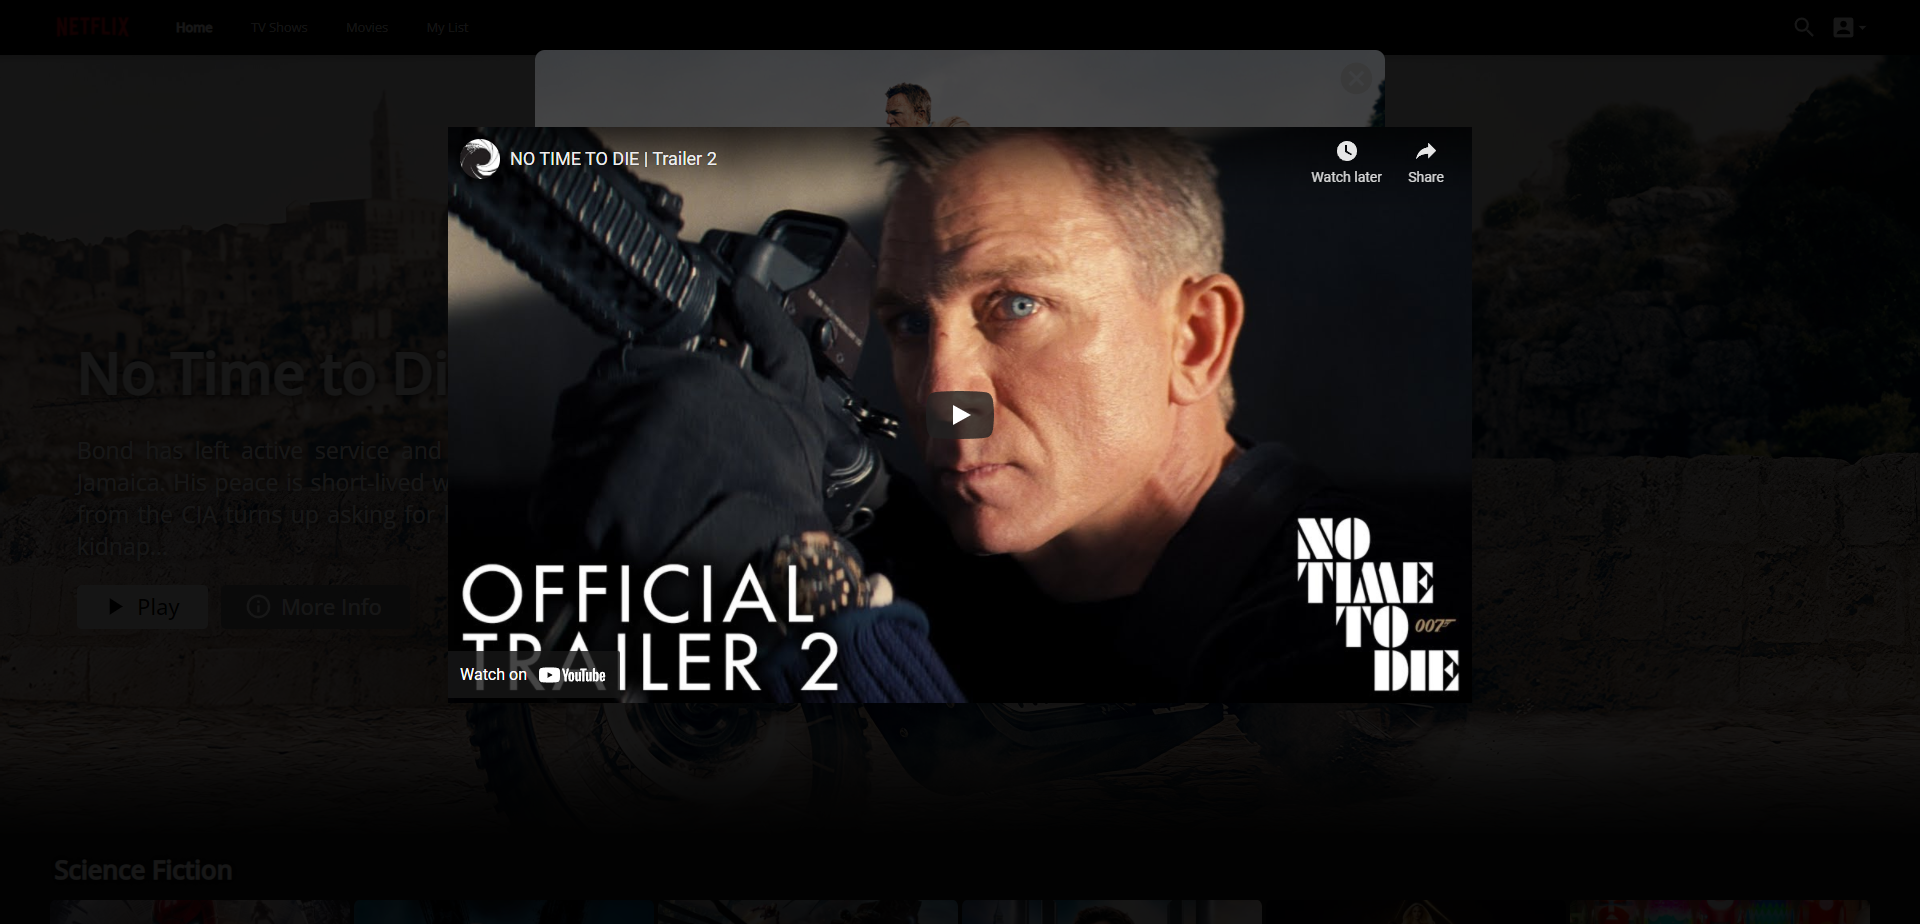 NETFLIX
Home
TV Shows
Movies
My List
NO TIME TO DIE | Trailer 2
Watch later
Share
No Time to Di
Bond has left active service and
Jamaica. His peace is short-lived w
from the CIA turns up asking for
kidnap...
Play
More Info
OFFICIAL
TRAILER 2
Watch on YouTube
NO
TIME
TO 007
DIE
Science Fiction